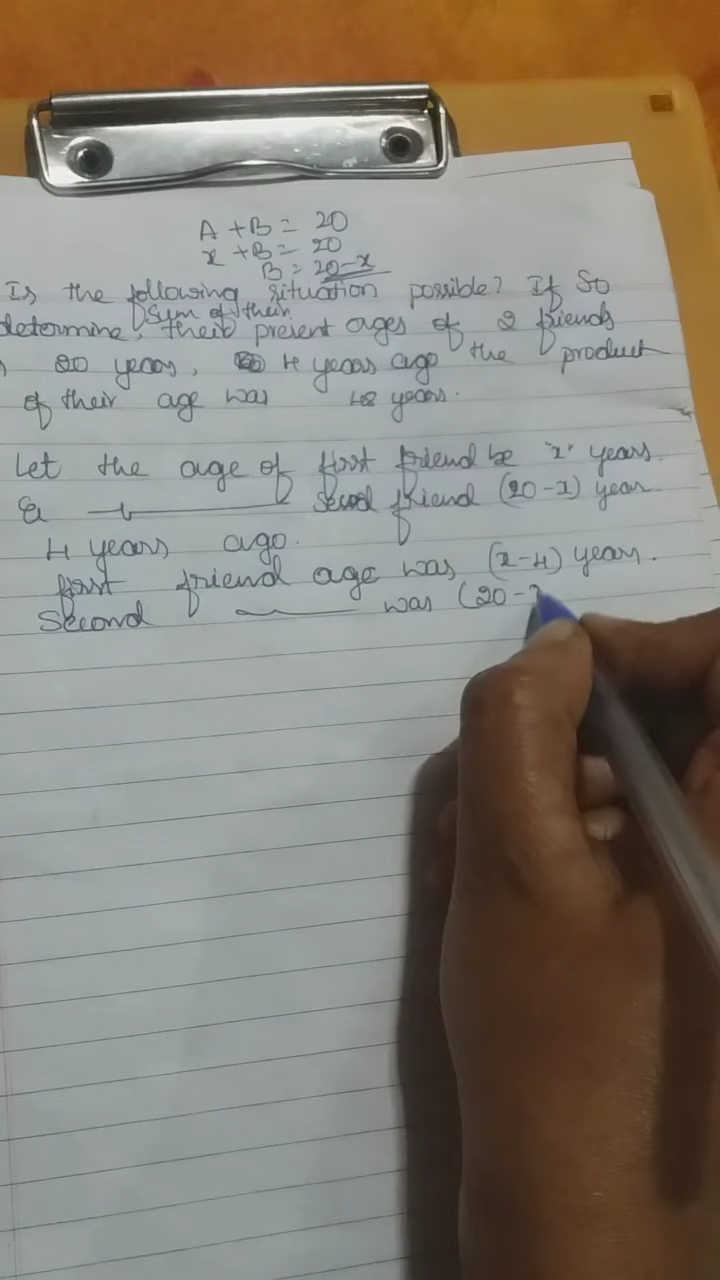 A + B = 20
x + B = 20
B = 20-x
Is the following situation possible? If So
Sum of their
determine, their present ages of 2 friends
20 years, 4 years ago the product
of their age was 48 years.
Let the age of first friend be "x" years.
second friend (20-x) year
4 years ago.
first friend age was (x-4) years.
Second was (20-